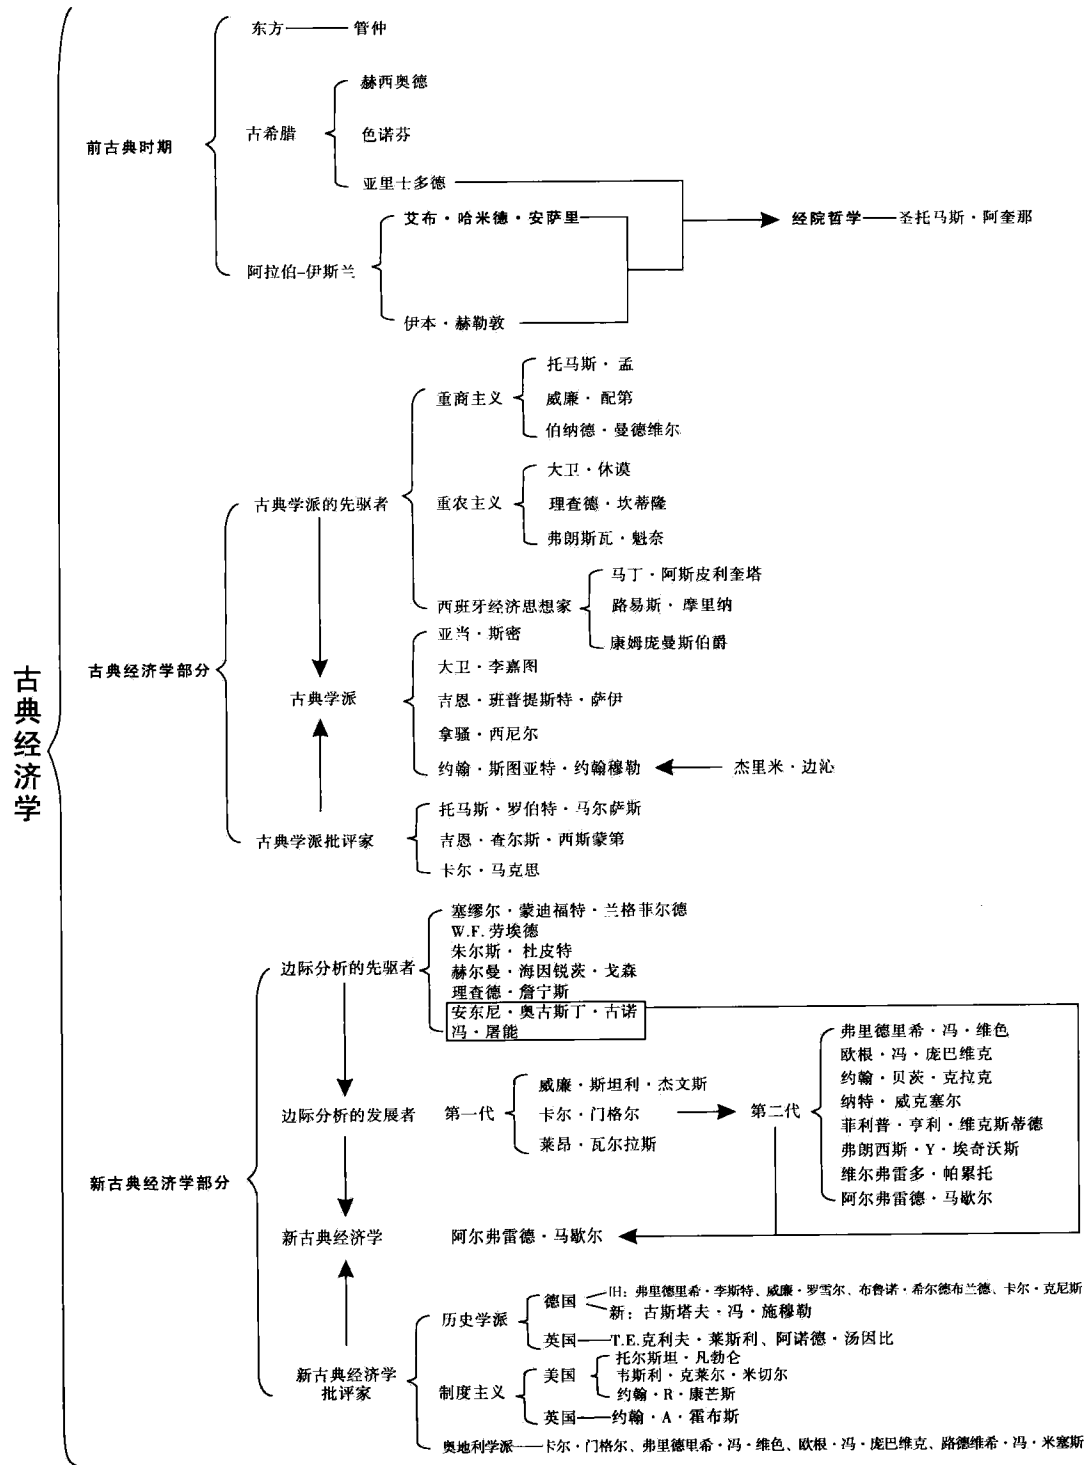 古典经济学
前古典时期
东方——管仲
古希腊
赫西奥德
色诺芬
亚里士多德
阿拉伯-伊斯兰
艾布·哈米德·安萨里
伊本·赫勒敦
经院哲学——圣托马斯·阿奎那
古典经济学部分
古典学派的先驱者
重商主义
托马斯·孟
威廉·配第
伯纳德·曼德维尔
重农主义
大卫·休谟
理查德·坎蒂隆
弗朗斯瓦·魁奈
西班牙经济思想家
马丁·阿斯皮利奎塔
路易斯·摩里纳
康姆庞曼斯伯爵
古典学派
亚当·斯密
大卫·李嘉图
吉恩·班普提斯特·萨伊
拿骚·西尼尔
约翰·斯图亚特·约翰穆勒
杰里米·边沁
古典学派批评家
托马斯·罗伯特·马尔萨斯
吉恩·查尔斯·西斯蒙第
卡尔·马克思
新古典经济学部分
边际分析的先驱者
塞缪尔·蒙迪福特·兰格菲尔德
W.F.劳埃德
朱尔斯·杜皮特
赫尔曼·海因锐茨·戈森
理查德·詹宁斯
安东尼·奥古斯丁·古诺
冯·屠能
边际分析的发展者
第一代
威廉·斯坦利·杰文斯
卡尔·门格尔
莱昂·瓦尔拉斯
第二代
弗里德里希·冯·维色
欧根·冯·庞巴维克
约翰·贝茨·克拉克
纳特·威克塞尔
菲利普·亨利·维克斯蒂德
弗朗西斯·Y·埃奇沃斯
维尔弗雷多·帕累托
阿尔弗雷德·马歇尔
新古典经济学
阿尔弗雷德·马歇尔
新古典经济学
批评家
历史学派
德国
旧：弗里德里希·李斯特、威廉·罗雪尔、布鲁诺·希尔德布兰德、卡尔·克尼斯
新：古斯塔夫·冯·施穆勒
英国——T.E.克利夫·莱斯利、阿诺德·汤因比
制度主义
美国
托尔斯坦·凡勃仑
韦斯利·克莱尔·米切尔
约翰·R·康芒斯
英国——约翰·A·霍布斯
奥地利学派——卡尔·门格尔、弗里德里希·冯·维色、欧根·冯·庞巴维克、路德维希·冯·米塞斯